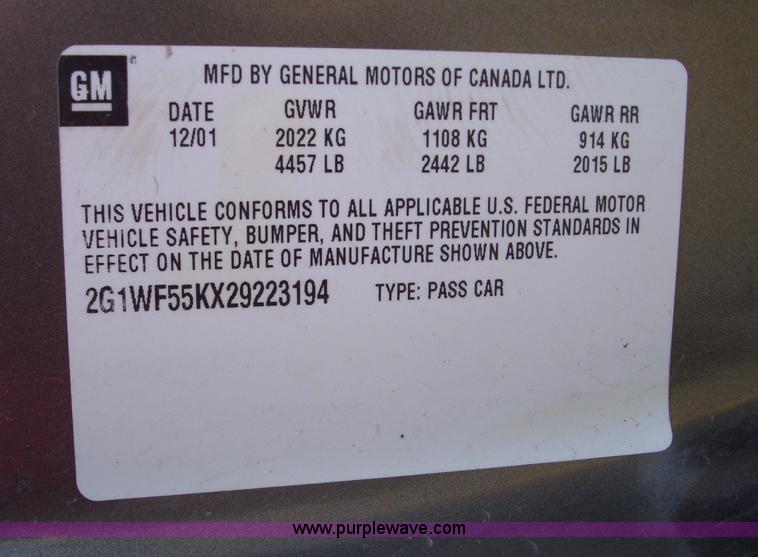 GM
MFD BY GENERAL MOTORS OF CANADA LTD.
DATE GVWR GAWR FRT GAWR RR
12/01 2022 KG 1108 KG 914 KG
4457 LB 2442 LB 2015 LB
THIS VEHICLE CONFORMS TO ALL APPLICABLE U.S. FEDERAL MOTOR
VEHICLE SAFETY, BUMPER, AND THEFT PREVENTION STANDARDS IN
EFFECT ON THE DATE OF MANUFACTURE SHOWN ABOVE.
2G1WF55KX29223194 TYPE: PASS CAR
www.purplewave.com